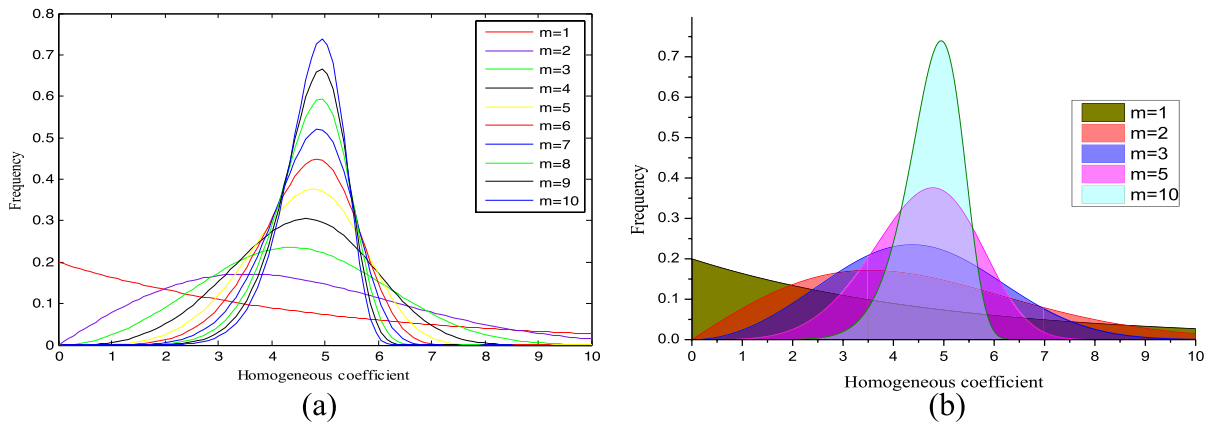 0.8
0.7
0.6
0.5
0.4
0.3
0.2
0.1
0
Frequency
0 1 2 3 4 5 6 7 8 9 10
Homogeneous coefficient
m=1
m=2
m=3
m=4
m=5
m=6
m=7
m=8
m=9
m=10
(a)
0.7
0.6
0.5
0.4
0.3
0.2
0.1
0.0
Frequency
0 1 2 3 4 5 6 7 8 9 10
Homogeneous coefficient
m=1
m=2
m=3
m=5
m=10
(b)